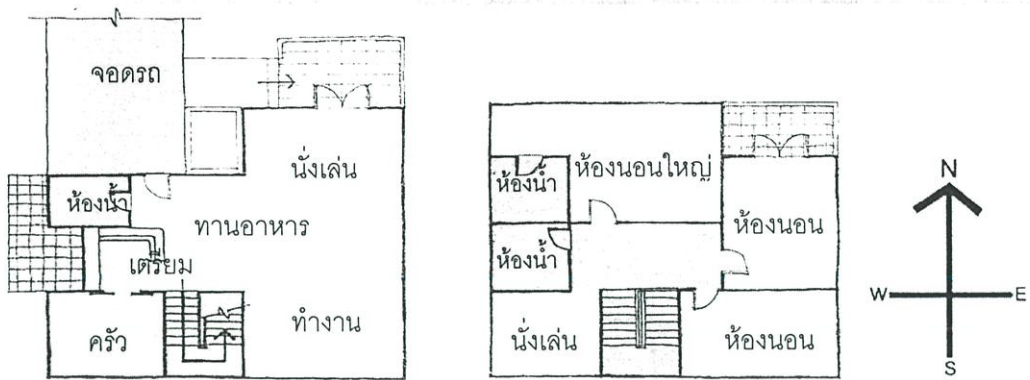 จอดรถ
นั่งเล่น
ห้องน้ำ
ทานอาหาร
เตรียม
ครัว
ทำงาน
ห้องนอนใหญ่
ห้องน้ำ
ห้องน้ำ
ห้องนอน
นั่งเล่น
ห้องนอน
N
W
E
S